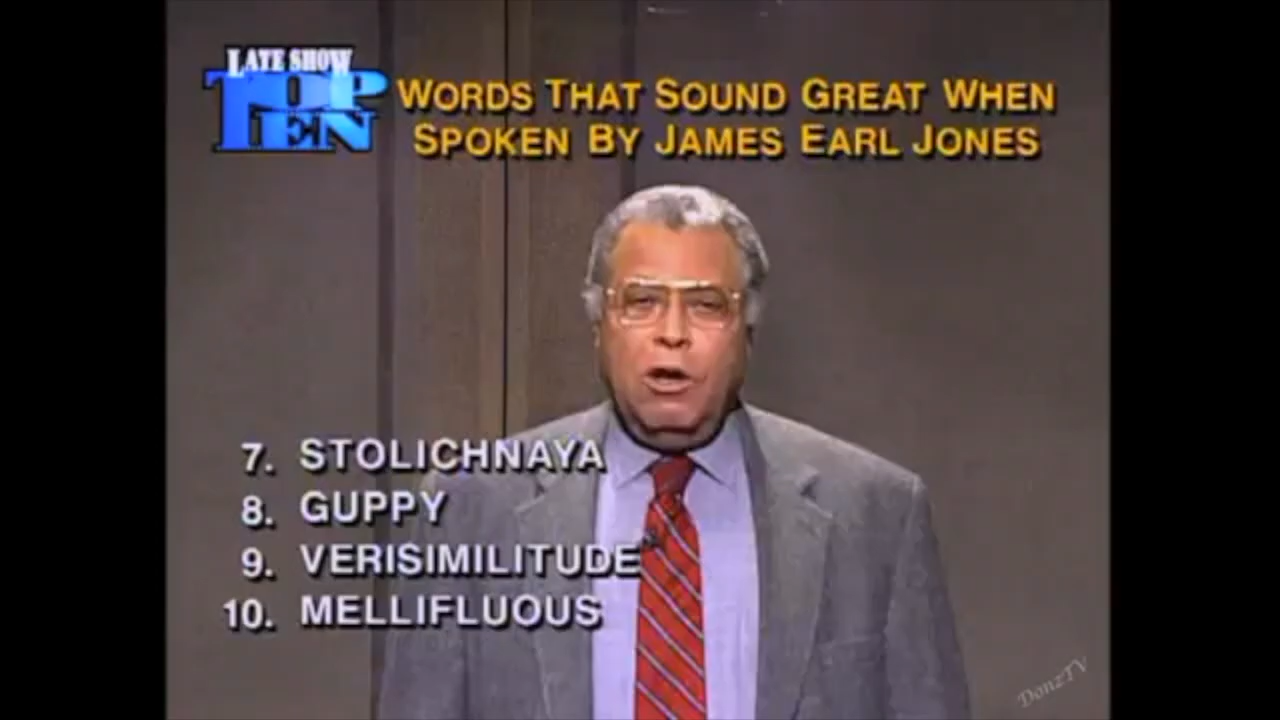 LATE SHOW
TOP
TEN
WORDS THAT SOUND GREAT WHEN
SPOKEN BY JAMES EARL JONES
7. STOLICHNAYA
8. GUPPY
9. VERISIMILITUDE
10. MELLIFLUOUS
DonzTV